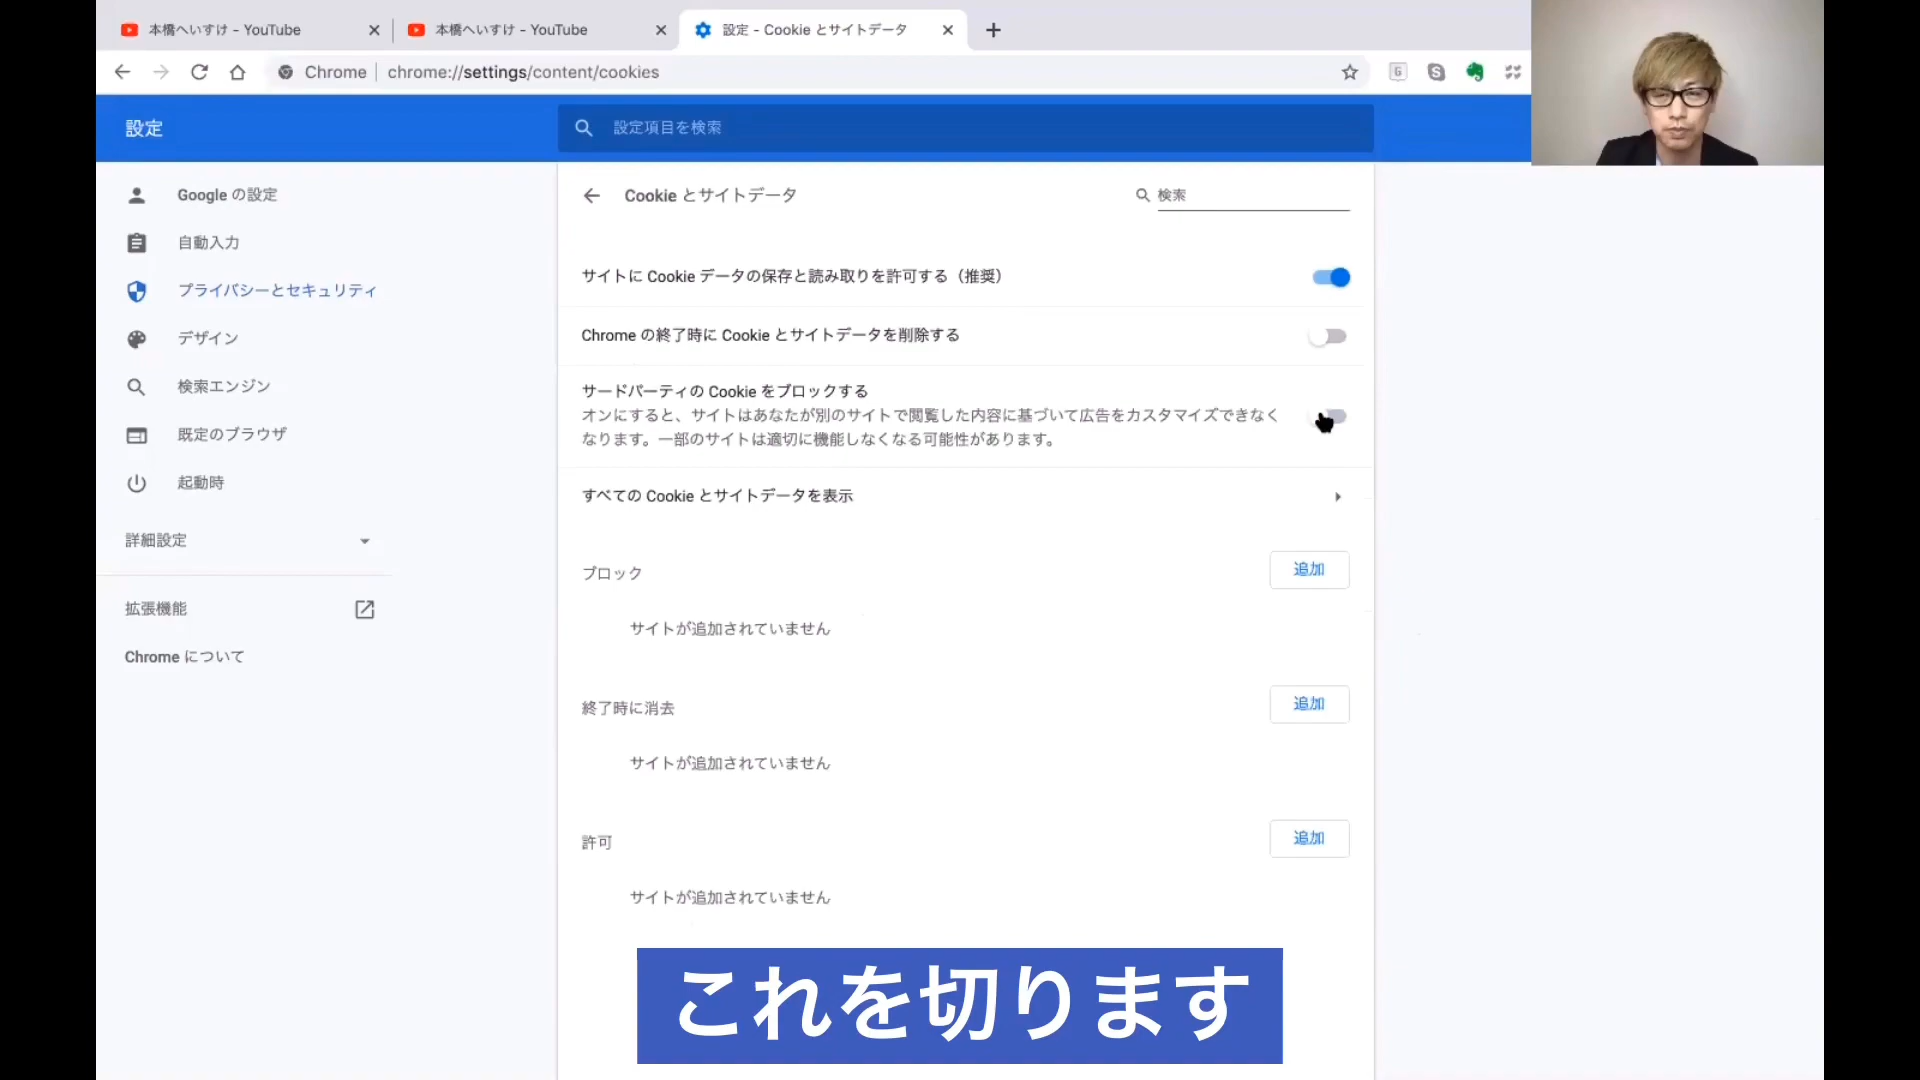 本橋へいすけ - YouTube
本橋へいすけ - YouTube
設定 - Cookie とサイトデータ
Chrome
chrome://settings/content/cookies
設定
設定項目を検索
Google の設定
自動入力
プライバシーとセキュリティ
デザイン
検索エンジン
既定のブラウザ
起動時
詳細設定
拡張機能
Chrome について
Cookie とサイトデータ
検索
サイトに Cookie データの保存と読み取りを許可する（推奨）
Chrome の終了時に Cookie とサイトデータを削除する
サードパーティの Cookie をブロックする
オンにすると、サイトはあなたが別のサイトで閲覧した内容に基づいて広告をカスタマイズできなく
なります。一部のサイトは適切に機能しなくなる可能性があります。
すべての Cookie とサイトデータを表示
ブロック
追加
サイトが追加されていません
終了時に消去
追加
サイトが追加されていません
許可
追加
サイトが追加されていません
これを切ります